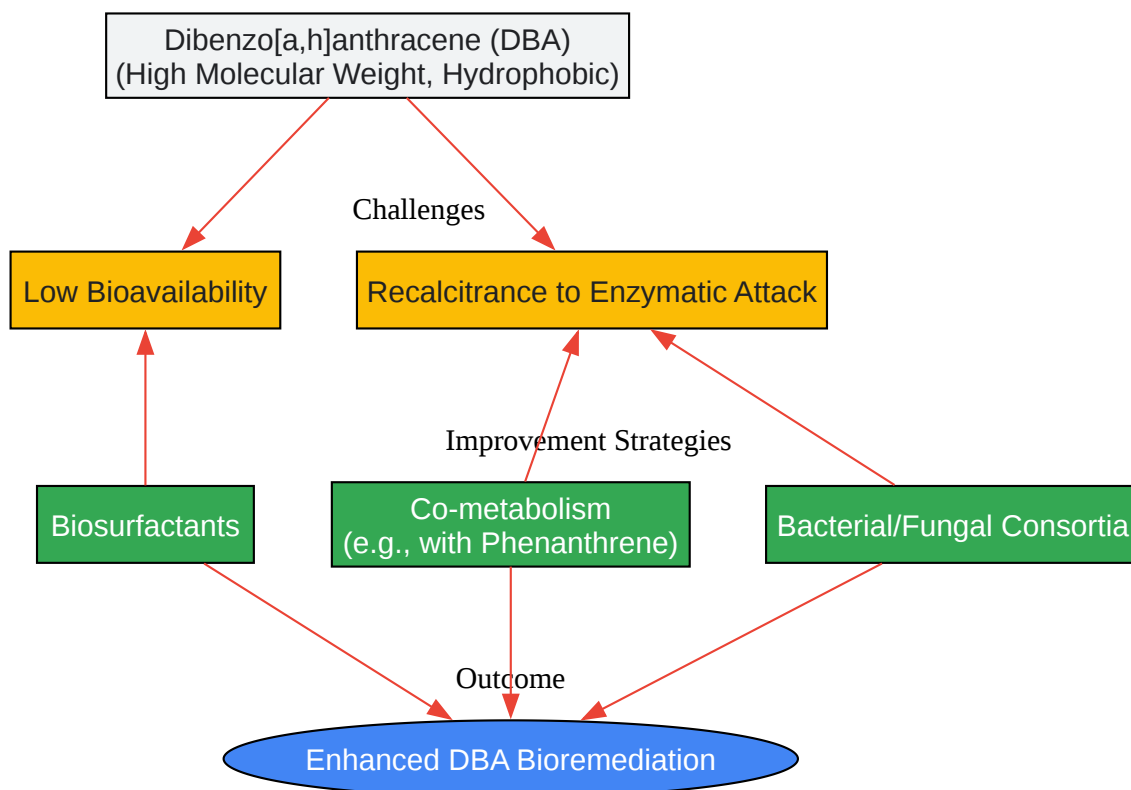 Dibenzo[a,h]anthracene (DBA)
(High Molecular Weight, Hydrophobic)
Challenges
Low Bioavailability
Recalcitrance to Enzymatic Attack
Improvement Strategies
Biosurfactants
Co-metabolism
(e.g., with Phenanthrene)
Bacterial/Fungal Consortia
Outcome
Enhanced DBA Bioremediation